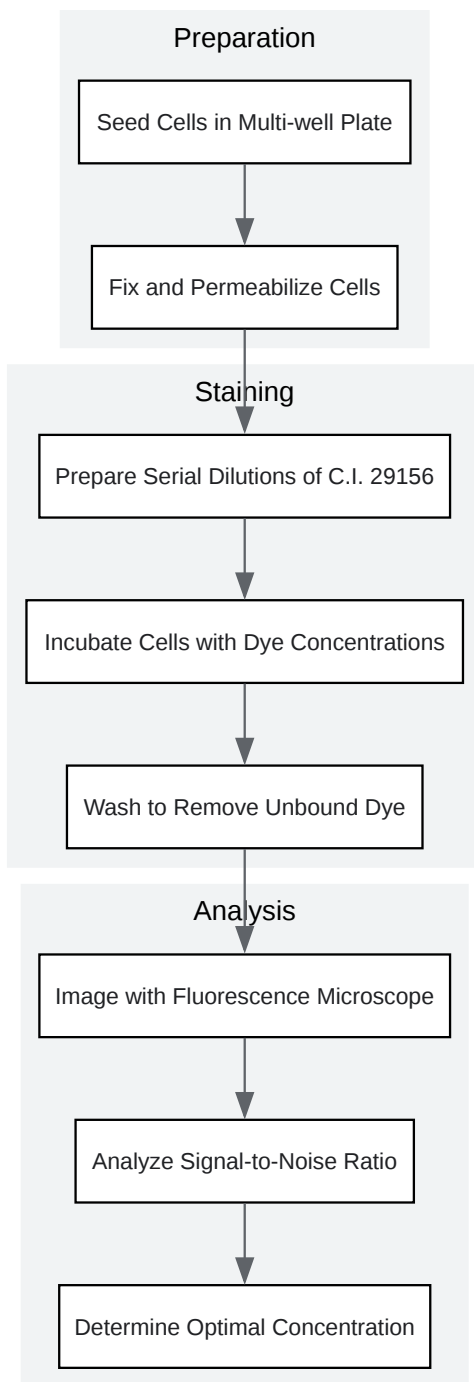 Preparation
Seed Cells in Multi-well Plate
Fix and Permeabilize Cells
Staining
Prepare Serial Dilutions of C.I. 29156
Incubate Cells with Dye Concentrations
Wash to Remove Unbound Dye
Analysis
Image with Fluorescence Microscope
Analyze Signal-to-Noise Ratio
Determine Optimal Concentration